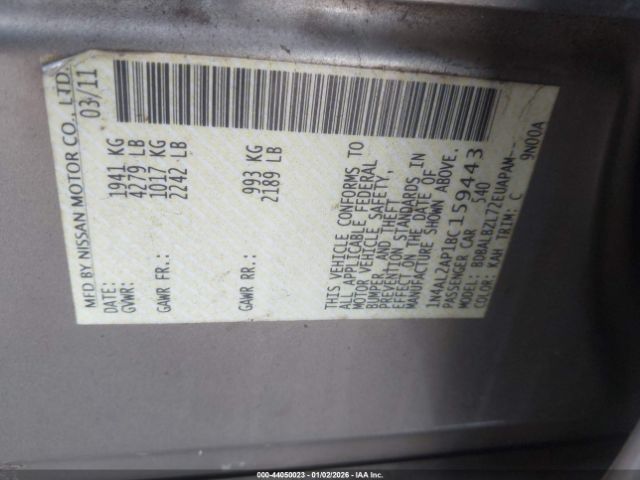 MFD BY NISSAN MOTOR CO., LTD.
DATE: 03/11
GVWR: 1941 KG
4279 LB
GAWR FR.: 1017 KG
2242 LB
GAWR RR.: 993 KG
2189 LB
THIS VEHICLE CONFORMS TO
ALL APPLICABLE FEDERAL
MOTOR VEHICLE SAFETY,
BUMPER, AND THEFT
PREVENTION STANDARDS IN
EFFECT ON THE DATE OF
MANUFACTURE SHOWN ABOVE.
1N4AL2AP1BC159443
PASSENGER CAR 540
MODEL: BDBALBZL72EUAPAM--
COLOR: KAH TRIM: C 9N00A
000-44050023 - 01/02/2026 - IAA Inc.